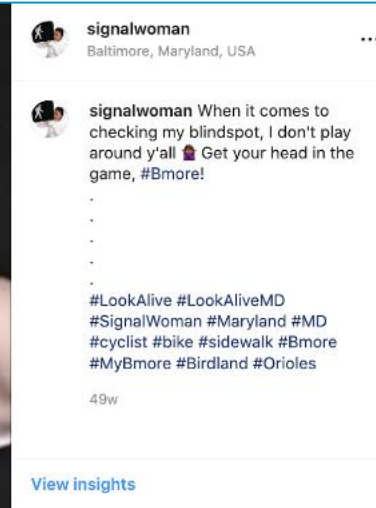 signalwoman
Baltimore, Maryland, USA
signalwoman When it comes to
checking my blindspot, I don't play
around y'all 🤷🏾‍♀️ Get your head in the
game, #Bmore!
.
.
.
.
.
#LookAlive #LookAliveMD
#SignalWoman #Maryland #MD
#cyclist #bike #sidewalk #Bmore
#MyBmore #Birdland #Orioles
49w
View insights